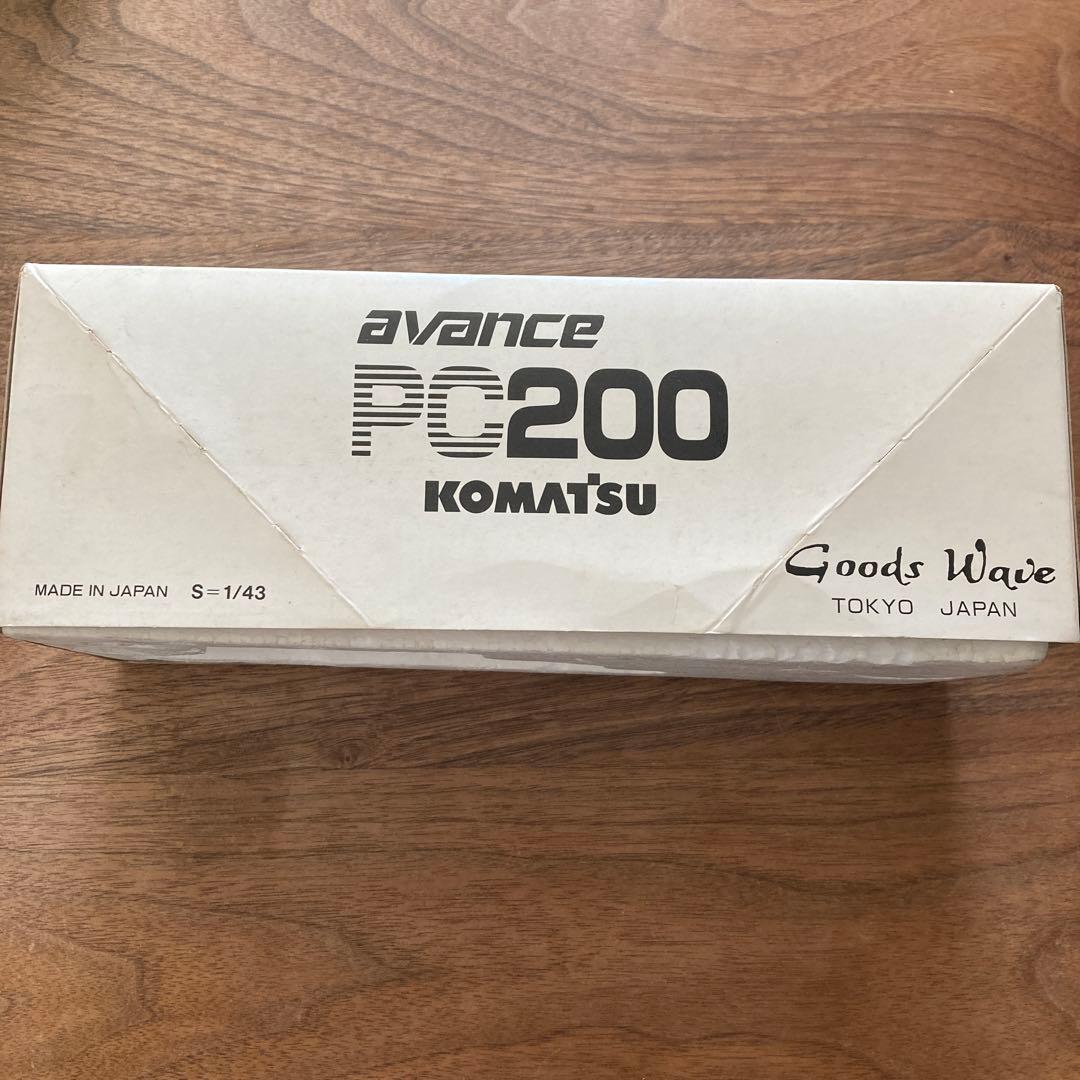 avance
PC200
KOMATSU
Goods Wave
TOKYO JAPAN
MADE IN JAPAN S=1/43